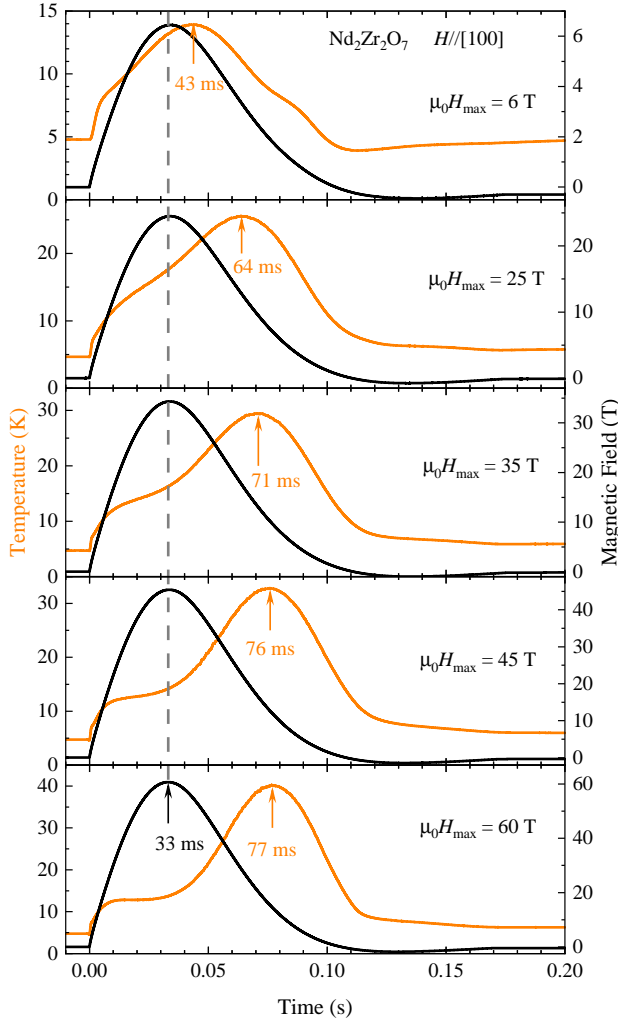 Nd₂Zr₂O₇ H//[100]
15
10
5
0
6
4
2
0
43 ms
μ₀Hmax = 6 T
20
15
10
5
0
20
15
10
5
0
64 ms
μ₀Hmax = 25 T
30
20
10
0
30
20
10
0
71 ms
μ₀Hmax = 35 T
Temperature (K)
Magnetic Field (T)
30
20
10
0
40
30
20
10
0
76 ms
μ₀Hmax = 45 T
40
30
20
10
0
60
40
20
0
33 ms
77 ms
μ₀Hmax = 60 T
0.00 0.05 0.10 0.15 0.20
Time (s)